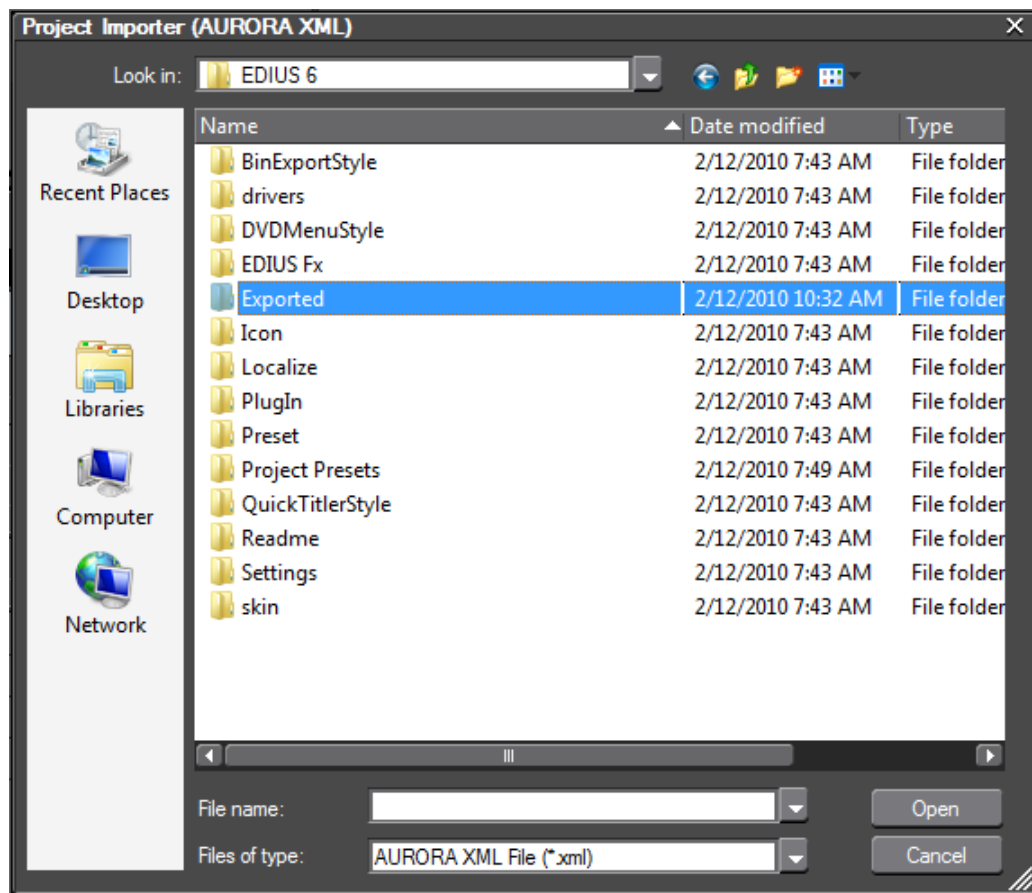 Project Importer (AURORA XML)
Look in: EDIUS 6
Name Date modified Type
BinExportStyle 2/12/2010 7:43 AM File folder
drivers 2/12/2010 7:43 AM File folder
DVDMenuStyle 2/12/2010 7:43 AM File folder
EDIUS Fx 2/12/2010 7:43 AM File folder
Exported 2/12/2010 10:32 AM File folder
Icon 2/12/2010 7:43 AM File folder
Localize 2/12/2010 7:43 AM File folder
PlugIn 2/12/2010 7:43 AM File folder
Preset 2/12/2010 7:43 AM File folder
Project Presets 2/12/2010 7:49 AM File folder
QuickTitlerStyle 2/12/2010 7:43 AM File folder
Readme 2/12/2010 7:43 AM File folder
Settings 2/12/2010 7:43 AM File folder
skin 2/12/2010 7:43 AM File folder
Recent Places
Desktop
Libraries
Computer
Network
File name: Open
Files of type: AURORA XML File (*.xml) Cancel